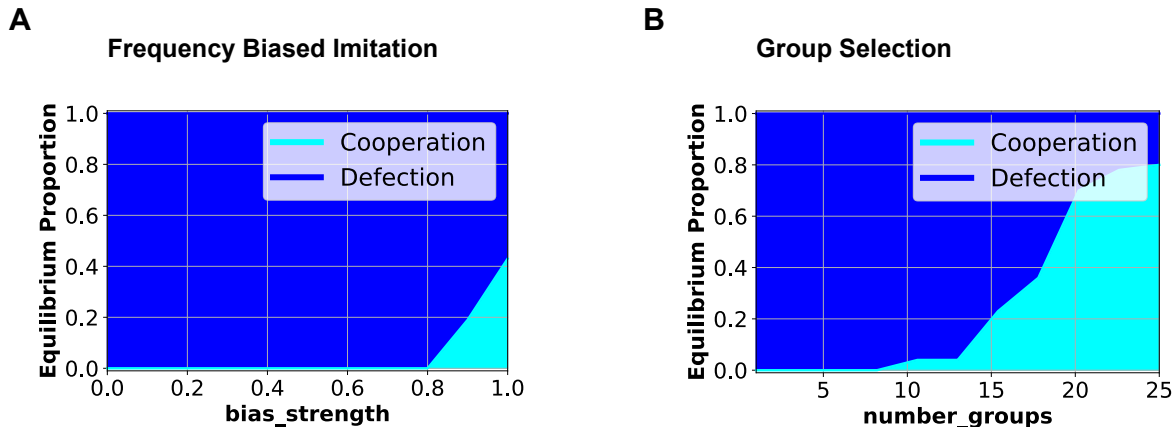 A
Frequency Biased Imitation
Equilibrium Proportion
1.0
0.8
0.6
0.4
0.2
0.0
Cooperation
Defection
0.0 0.2 0.4 0.6 0.8 1.0
bias_strength
B
Group Selection
Equilibrium Proportion
1.0
0.8
0.6
0.4
0.2
0.0
Cooperation
Defection
5 10 15 20 25
number_groups